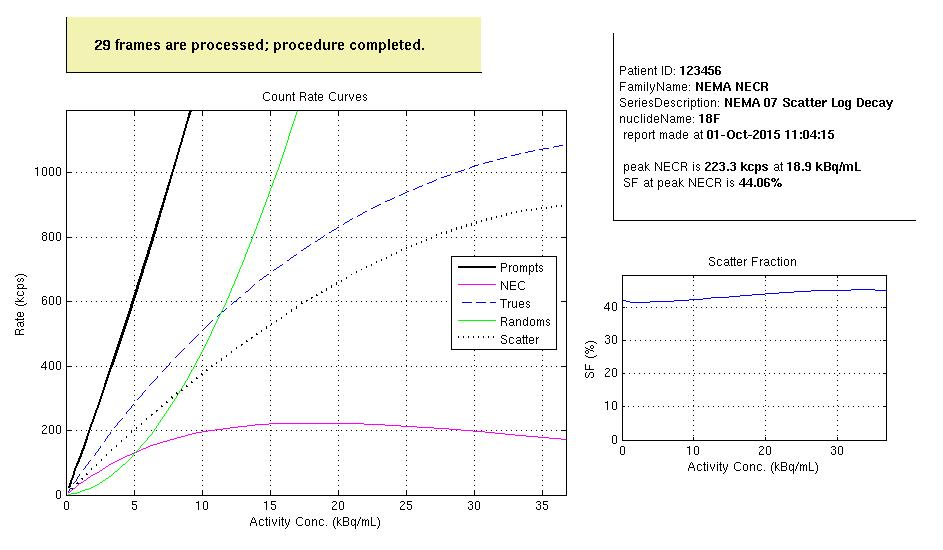 29 frames are processed; procedure completed.
Patient ID: 123456
FamilyName: NEMA NECR
SeriesDescription: NEMA 07 Scatter Log Decay
nuclideName: 18F
report made at 01-Oct-2015 11:04:15
peak NECR is 223.3 kcps at 18.9 kBq/mL
SF at peak NECR is 44.06%
Count Rate Curves
Rate (kcps)
1000
800
600
400
200
0
0 5 10 15 20 25 30 35
Activity Conc. (kBq/mL)
Prompts
NEC
Trues
Randoms
Scatter
Scatter Fraction
SF (%)
40
30
20
10
0
0 10 20 30
Activity Conc. (kBq/mL)